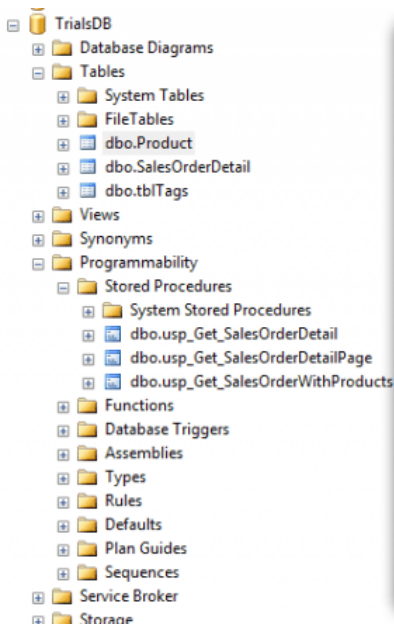 TrialsDB
Database Diagrams
Tables
System Tables
FileTables
dbo.Product
dbo.SalesOrderDetail
dbo.tblTags
Views
Synonyms
Programmability
Stored Procedures
System Stored Procedures
dbo.usp_Get_SalesOrderDetail
dbo.usp_Get_SalesOrderDetailPage
dbo.usp_Get_SalesOrderWithProducts
Functions
Database Triggers
Assemblies
Types
Rules
Defaults
Plan Guides
Sequences
Service Broker
Storage